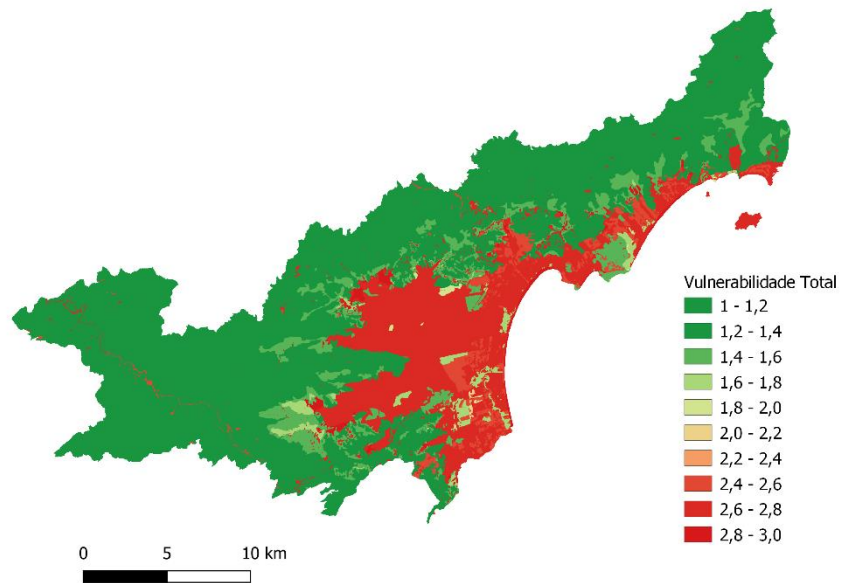 Vulnerabilidade Total
1 - 1,2
1,2 - 1,4
1,4 - 1,6
1,6 - 1,8
1,8 - 2,0
2,0 - 2,2
2,2 - 2,4
2,4 - 2,6
2,6 - 2,8
2,8 - 3,0
0 5 10 km